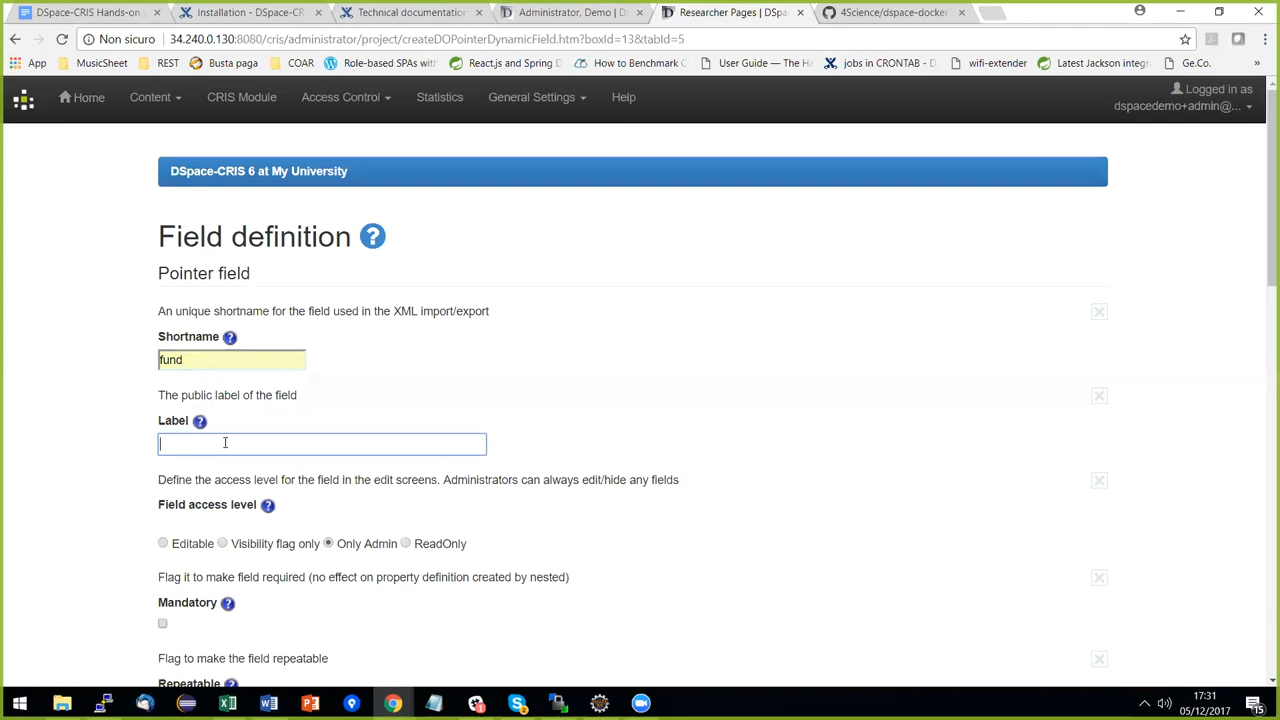 DSpace-CRIS Hands-on
Installation - DSpace-CR
Technical documentation
Administrator, Demo | DS
Researcher Pages | DSpa
4Science/dspace-docker
Non sicuro
34.240.0.130:8080/cris/administrator/project/createDOPointerDynamicField.htm?boxId=13&tabId=5
App
MusicSheet
REST
Busta paga
COAR
Role-based SPAs wit
React.js and Spring D
How to Benchmark C
User Guide — The H
jobs in CRONTAB - D
wifi-extender
Latest Jackson integr
Ge.Co.
»
Home
Content
CRIS Module
Access Control
Statistics
General Settings
Help
Logged in as
dspacedemo+admin@...
DSpace-CRIS 6 at My University
Field definition ?
Pointer field
An unique shortname for the field used in the XML import/export
Shortname ?
fund
The public label of the field
Label ?
Define the access level for the field in the edit screens. Administrators can always edit/hide any fields
Field access level ?
Editable Visibility flag only Only Admin ReadOnly
Flag it to make field required (no effect on property definition created by nested)
Mandatory ?
Flag to make the field repeatable
Repeatable ?
17:31
05/12/2017
15